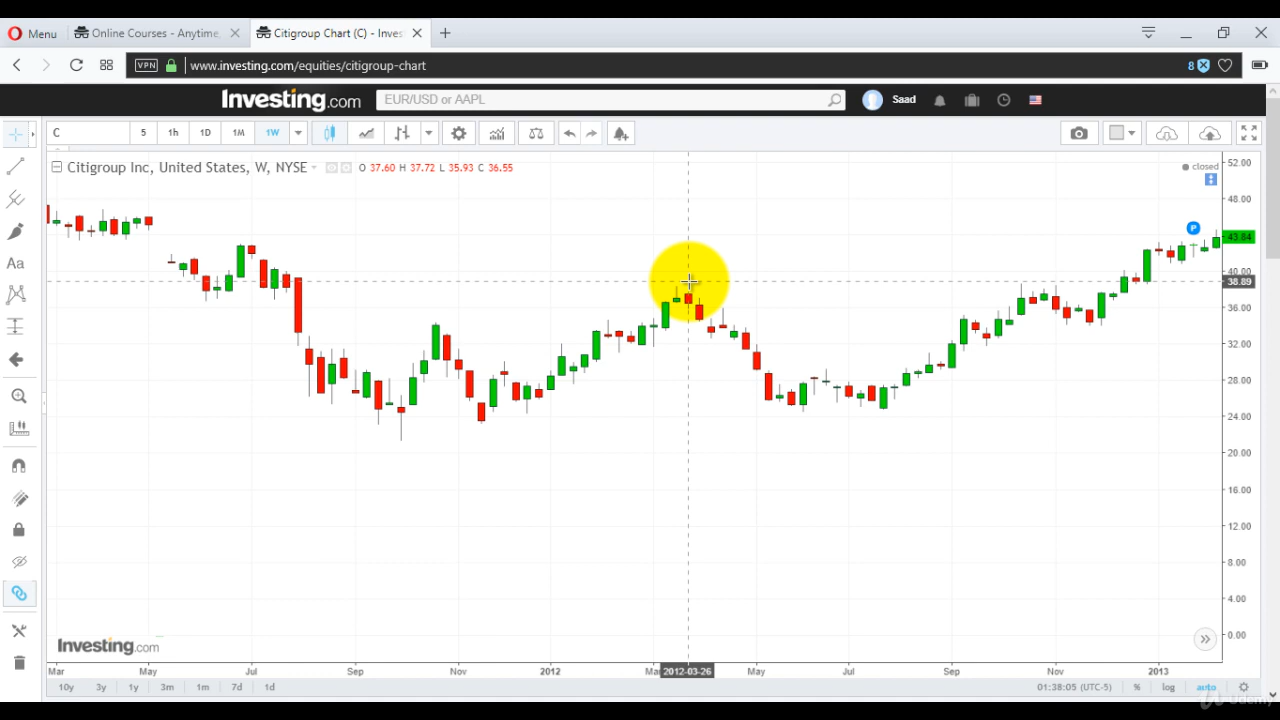 Menu
Online Courses - Anytime,
Citigroup Chart (C) - Inves
VPN
www.investing.com/equities/citigroup-chart
8
Investing.com
EUR/USD or AAPL
Saad
C
5
1h
1D
1M
1W
Citigroup Inc, United States, W, NYSE
O 37.60 H 37.72 L 35.93 C 36.55
closed
Aa
P
52.00
48.00
43.84
40.00
38.89
36.00
32.00
28.00
24.00
20.00
16.00
12.00
8.00
4.00
0.00
Investing.com
Mar
May
Jul
Sep
Nov
2012
Mar
2012-03-26
May
Jul
Sep
Nov
2013
10y
3y
1y
3m
1m
7d
1d
01:38:05 (UTC-5)
%
log
auto
Udemy